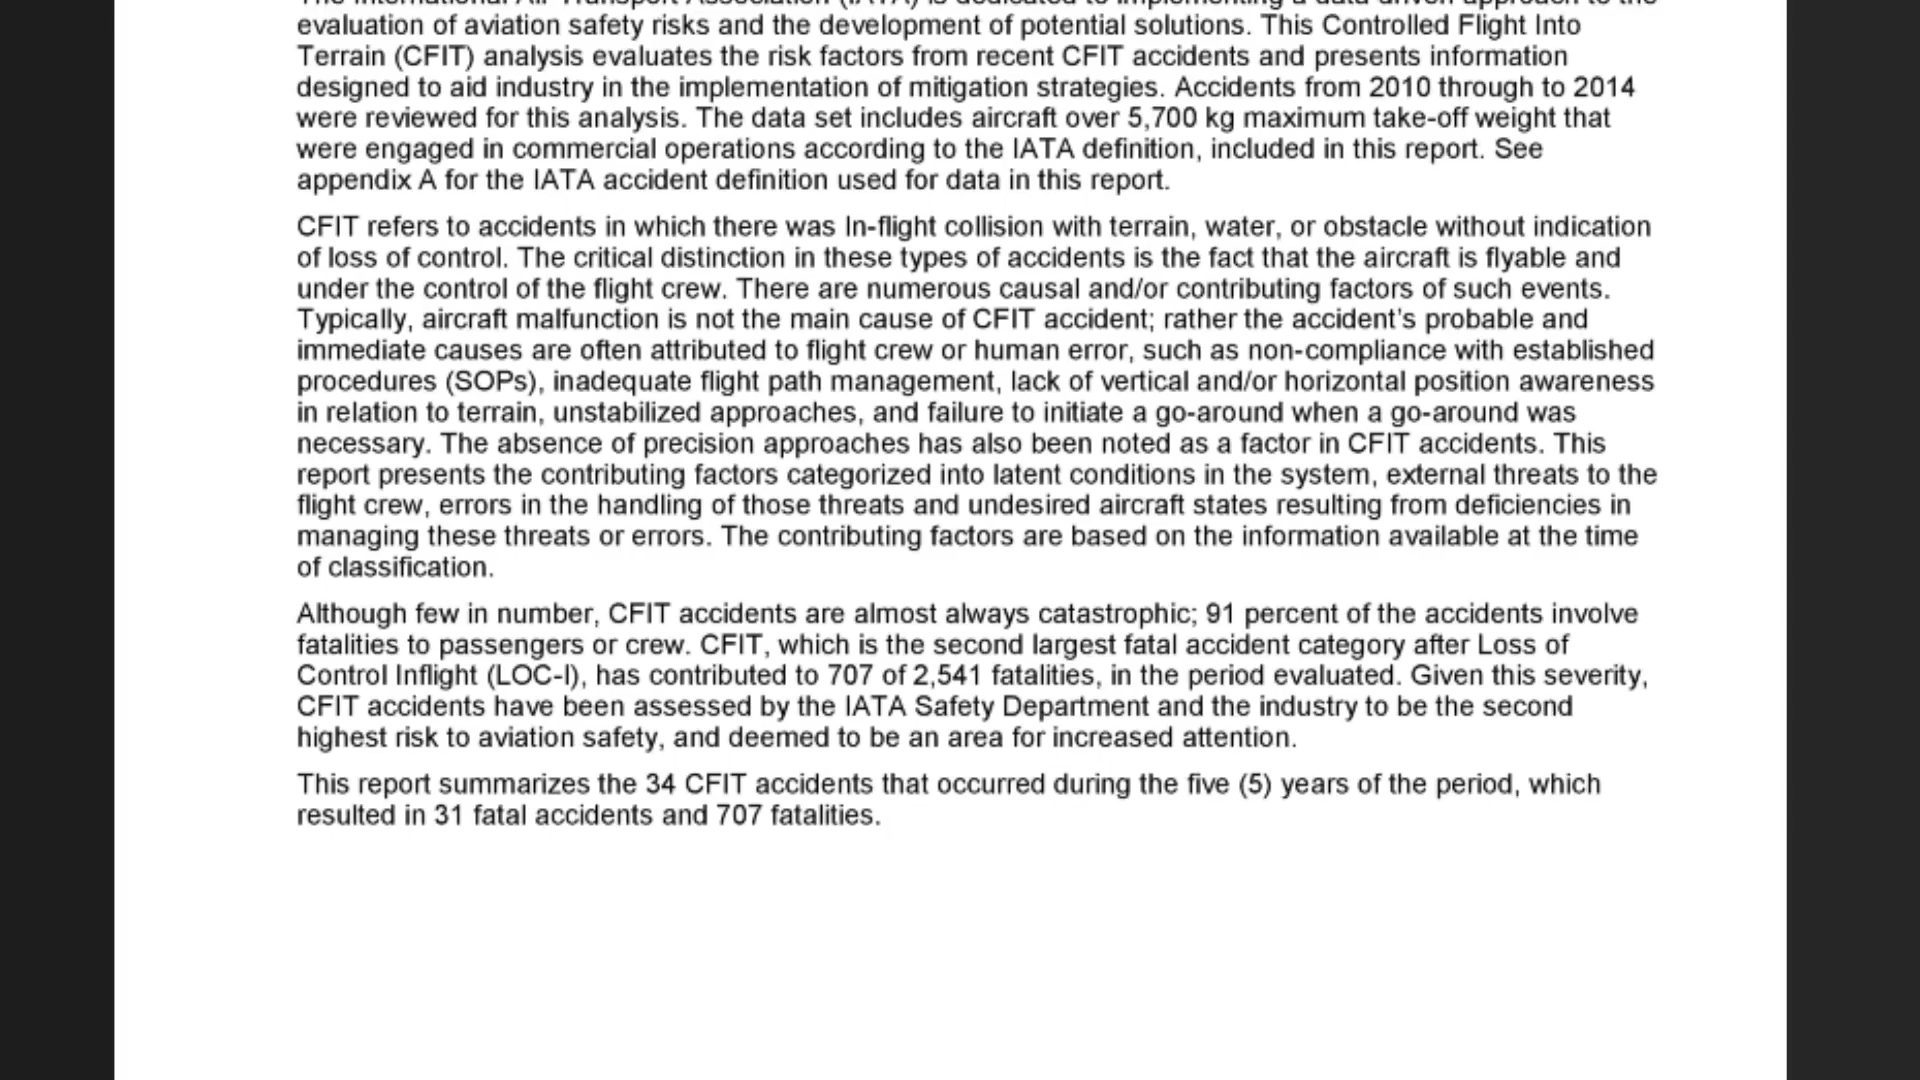 The International Air Transport Association (IATA) is dedicated to implementing a data-driven approach to the
evaluation of aviation safety risks and the development of potential solutions. This Controlled Flight Into
Terrain (CFIT) analysis evaluates the risk factors from recent CFIT accidents and presents information
designed to aid industry in the implementation of mitigation strategies. Accidents from 2010 through to 2014
were reviewed for this analysis. The data set includes aircraft over 5,700 kg maximum take-off weight that
were engaged in commercial operations according to the IATA definition, included in this report. See
appendix A for the IATA accident definition used for data in this report.
CFIT refers to accidents in which there was In-flight collision with terrain, water, or obstacle without indication
of loss of control. The critical distinction in these types of accidents is the fact that the aircraft is flyable and
under the control of the flight crew. There are numerous causal and/or contributing factors of such events.
Typically, aircraft malfunction is not the main cause of CFIT accident; rather the accident's probable and
immediate causes are often attributed to flight crew or human error, such as non-compliance with established
procedures (SOPs), inadequate flight path management, lack of vertical and/or horizontal position awareness
in relation to terrain, unstabilized approaches, and failure to initiate a go-around when a go-around was
necessary. The absence of precision approaches has also been noted as a factor in CFIT accidents. This
report presents the contributing factors categorized into latent conditions in the system, external threats to the
flight crew, errors in the handling of those threats and undesired aircraft states resulting from deficiencies in
managing these threats or errors. The contributing factors are based on the information available at the time
of classification.
Although few in number, CFIT accidents are almost always catastrophic; 91 percent of the accidents involve
fatalities to passengers or crew. CFIT, which is the second largest fatal accident category after Loss of
Control Inflight (LOC-I), has contributed to 707 of 2,541 fatalities, in the period evaluated. Given this severity,
CFIT accidents have been assessed by the IATA Safety Department and the industry to be the second
highest risk to aviation safety, and deemed to be an area for increased attention.
This report summarizes the 34 CFIT accidents that occurred during the five (5) years of the period, which
resulted in 31 fatal accidents and 707 fatalities.